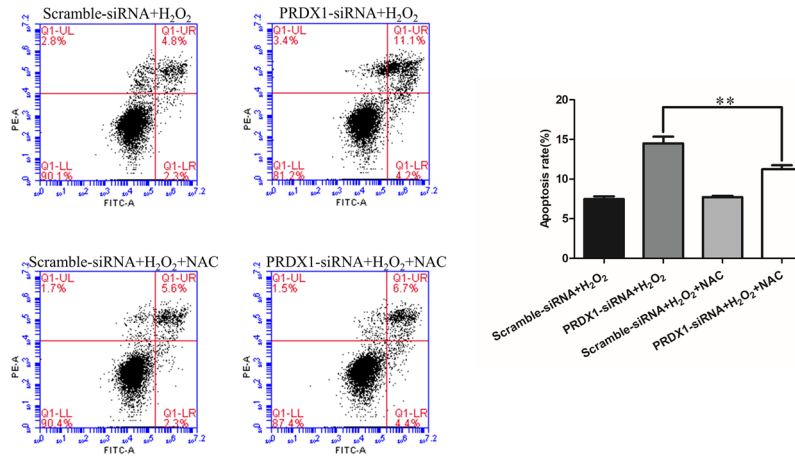 Scramble-siRNA+H₂O₂
Q1-UL Q1-UR
2.8% 4.8%
Q1-LL Q1-LR
90.1% 2.3%
PE-A
FITC-A
PRDX1-siRNA+H₂O₂
Q1-UL Q1-UR
3.4% 11.1%
Q1-LL Q1-LR
81.2% 4.2%
PE-A
FITC-A
Scramble-siRNA+H₂O₂+NAC
Q1-UL Q1-UR
1.7% 5.6%
Q1-LL Q1-LR
90.4% 2.3%
PE-A
FITC-A
PRDX1-siRNA+H₂O₂+NAC
Q1-UL Q1-UR
1.5% 6.7%
Q1-LL Q1-LR
87.4% 4.4%
PE-A
FITC-A
Apoptosis rate(%)
20
15
10
5
0
**
Scramble-siRNA+H₂O₂
PRDX1-siRNA+H₂O₂
Scramble-siRNA+H₂O₂+NAC
PRDX1-siRNA+H₂O₂+NAC